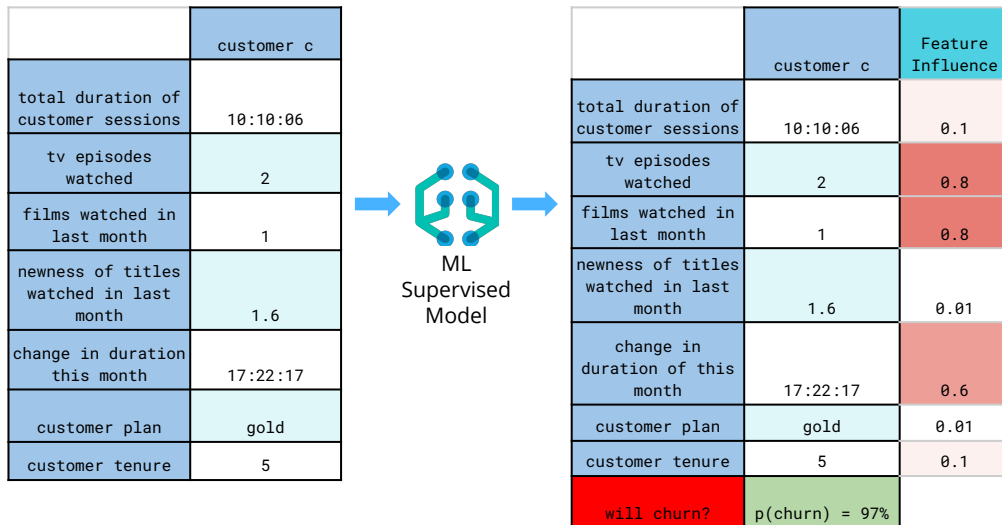 customer c
total duration of
customer sessions
10:10:06
tv episodes
watched
2
films watched in
last month
1
newness of titles
watched in last
month
1.6
change in duration
this month
17:22:17
customer plan
gold
customer tenure
5
ML
Supervised
Model
customer c
Feature
Influence
total duration of
customer sessions
10:10:06
0.1
tv episodes
watched
2
0.8
films watched in
last month
1
0.8
newness of titles
watched in last
month
1.6
0.01
change in
duration of this
month
17:22:17
0.6
customer plan
gold
0.01
customer tenure
5
0.1
will churn?
p(churn) = 97%